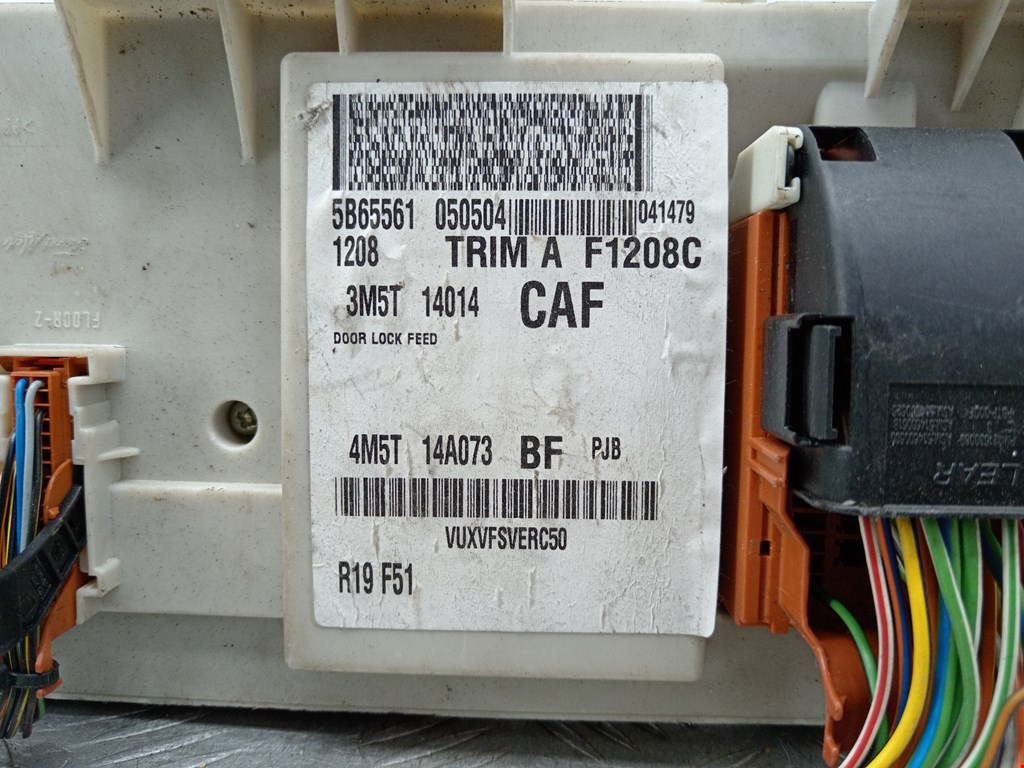 5B65561 050504 041479
1208 TRIM A F1208C
3M5T 14014 CAF
DOOR LOCK FEED
4M5T 14A073 BF PJB
VUXVFSVERC50
R19 F51
FLOOR-2
LEAR